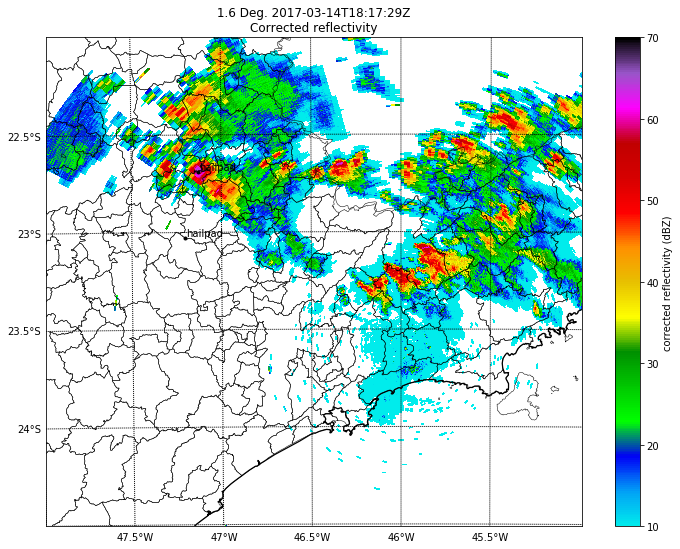 1.6 Deg. 2017-03-14T18:17:29Z
Corrected reflectivity
22.5°S
23°S
23.5°S
24°S
47.5°W
47°W
46.5°W
46°W
45.5°W
hailpad
hailpad
70
60
50
40
30
20
10
corrected reflectivity (dBZ)